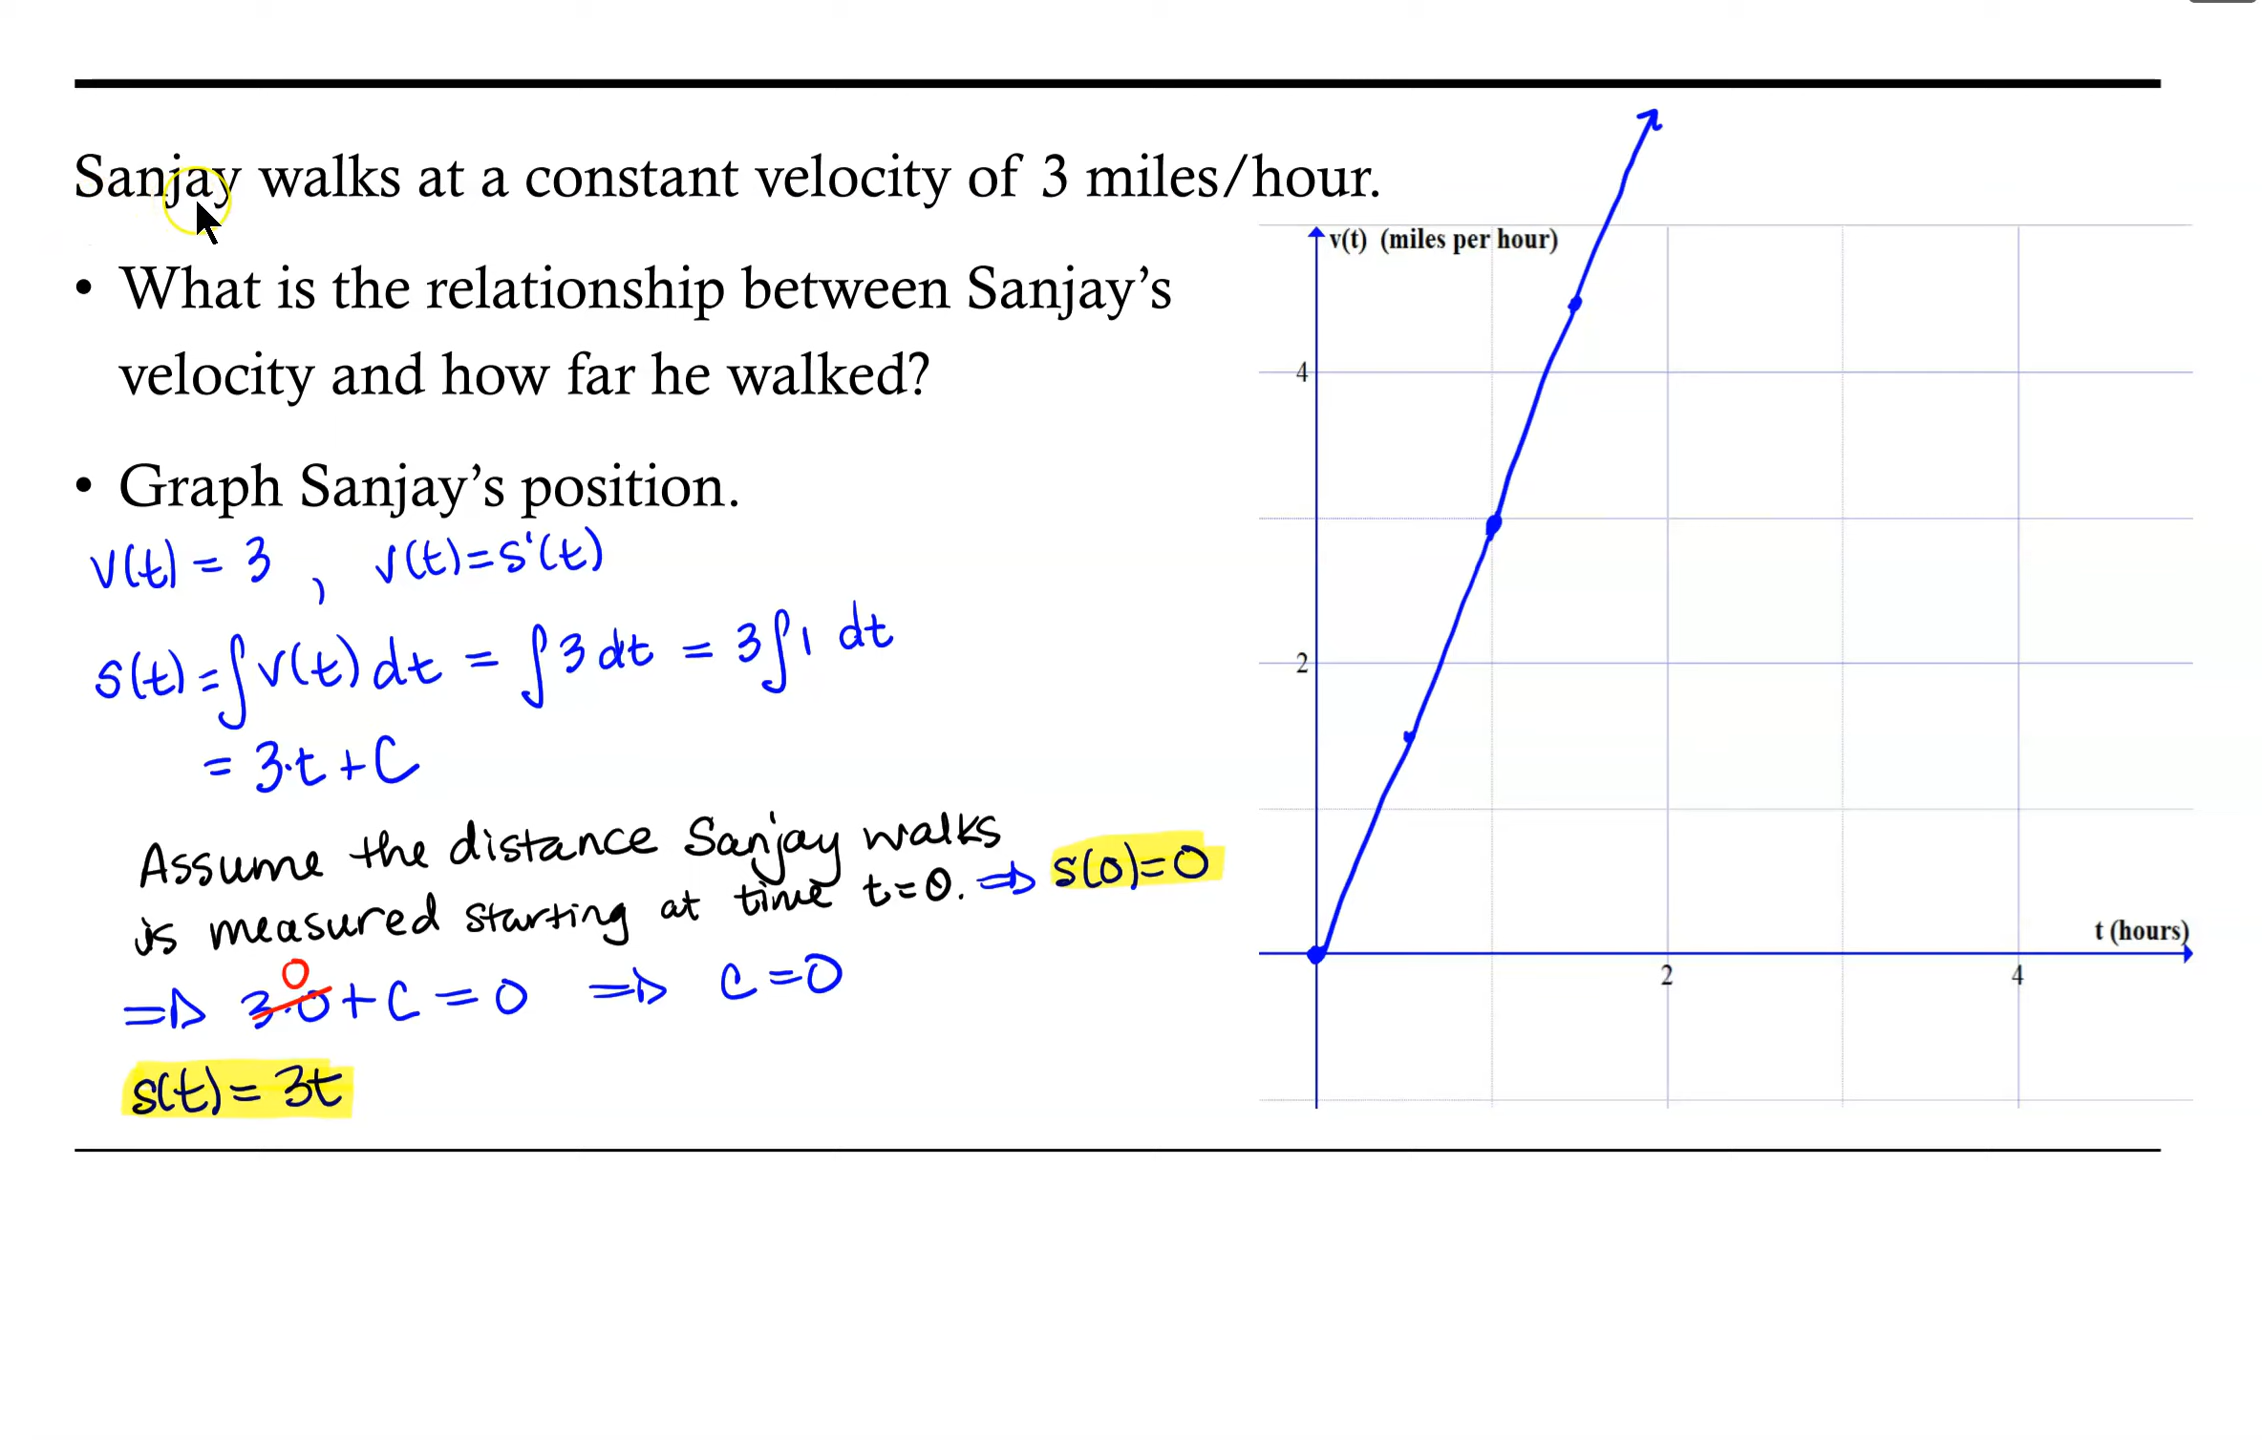 Sanjay walks at a constant velocity of 3 miles/hour.
• What is the relationship between Sanjay’s
velocity and how far he walked?
• Graph Sanjay’s position.
v(t) = 3 , v(t)=s'(t)
s(t)=∫v(t)dt = ∫3dt = 3∫1 dt
= 3·t+C
Assume the distance Sanjay walks
is measured starting at time t=0. ⇒ s(0)=0
0
⇒ 3·0+C = 0 ⇒ C=0
s(t)= 3t
v(t) (miles per hour)
4
2
t (hours)
2 4